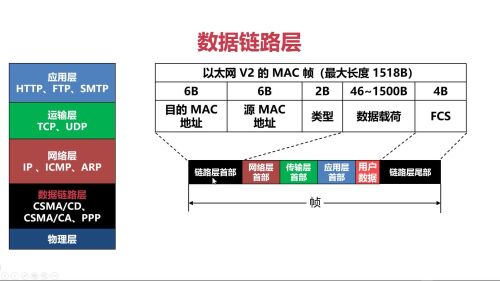 数据链路层
应用层
HTTP、FTP、SMTP
运输层
TCP、UDP
网络层
IP 、ICMP、ARP
数据链路层
CSMA/CD、
CSMA/CA、PPP
物理层
以太网 V2 的 MAC 帧（最大长度 1518B）
6B 6B 2B 46~1500B 4B
目的 MAC
地址
源 MAC
地址
类型
数据载荷
FCS
链路层首部
网络层
首部
传输层
首部
应用层
首部
用户
数据
链路层尾部
帧